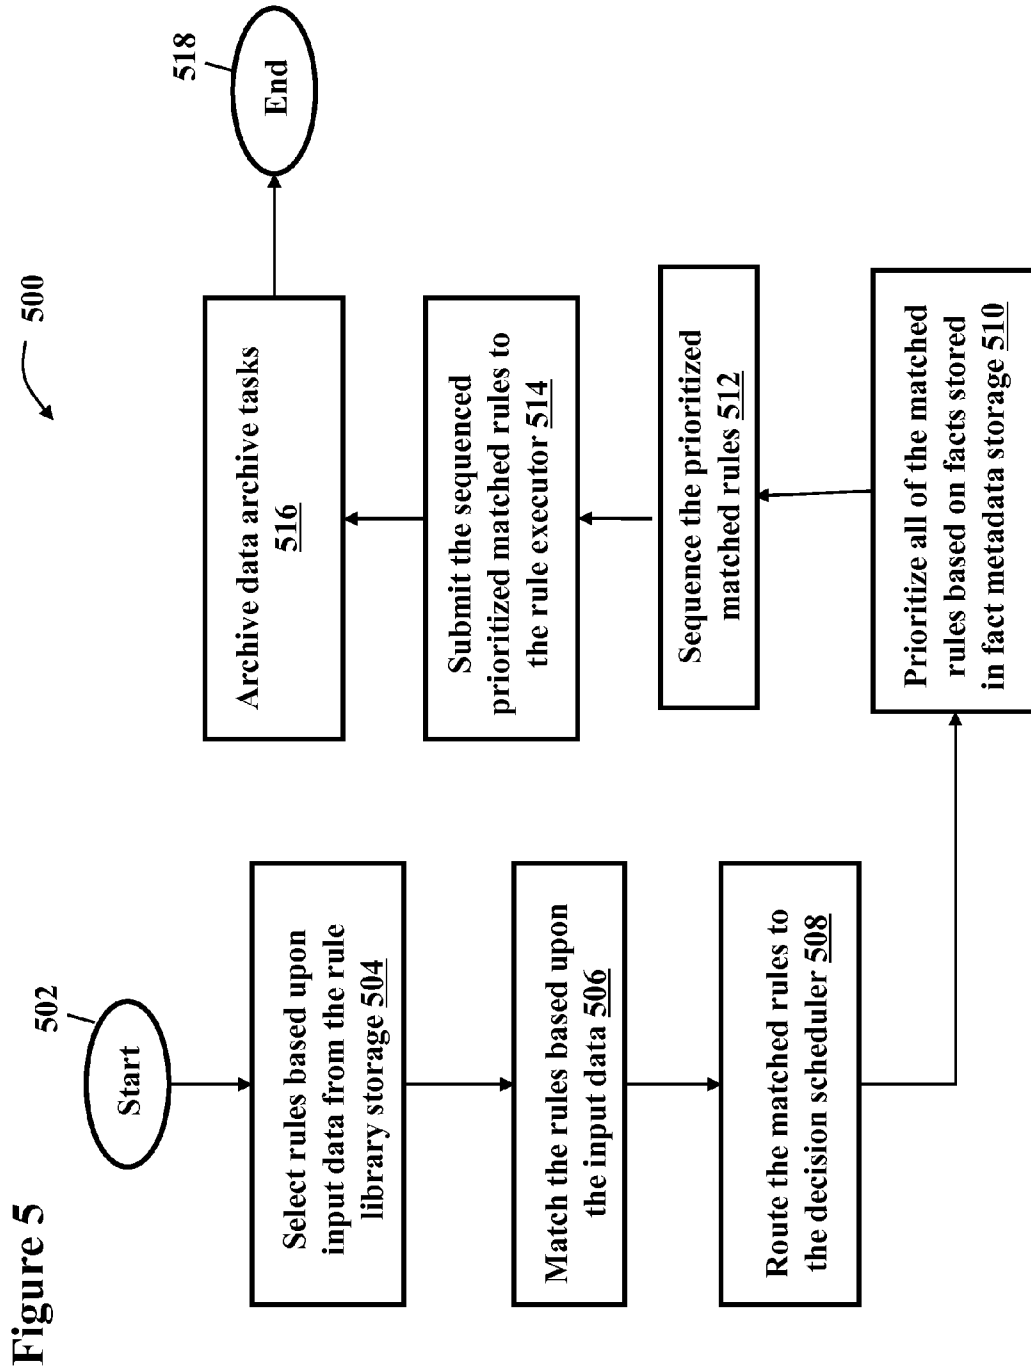 Figure 5
500
502
Start
Select rules based upon
input data from the rule
library storage 504
Match the rules based upon
the input data 506
Route the matched rules to
the decision scheduler 508
Prioritize all of the matched
rules based on facts stored
in fact metadata storage 510
Sequence the prioritized
matched rules 512
Submit the sequenced
prioritized matched rules to
the rule executor 514
Archive data archive tasks
516
518
End